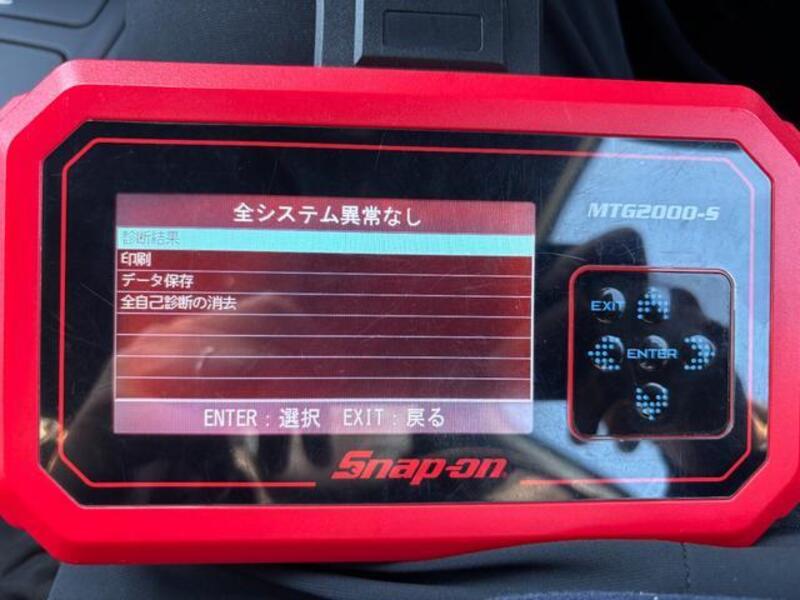 全システム異常なし
診断結果
印刷
データ保存
全自己診断の消去
ENTER：選択 EXIT：戻る
MTG2000-S
EXIT
ENTER
Snap-on